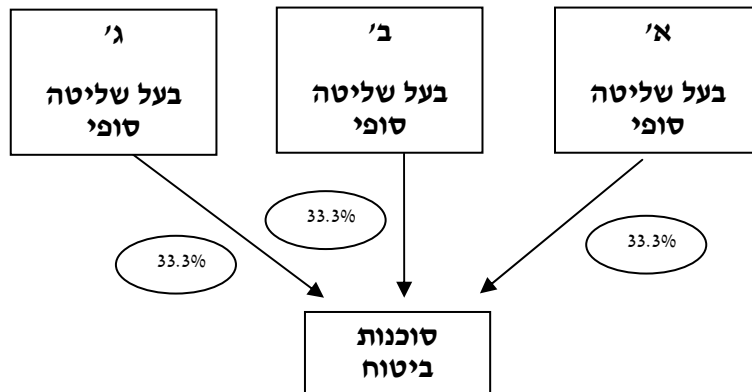 א'
בעל שליטה
סופי
ב'
בעל שליטה
סופי
ג'
בעל שליטה
סופי
33.3%
33.3%
33.3%
סוכנות
ביטוח